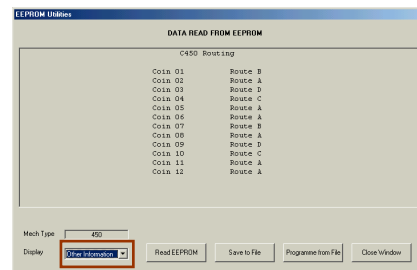 EEPROM Utilities
DATA READ FROM EEPROM
C450 Routing
Coin 01 Route B
Coin 02 Route A
Coin 03 Route D
Coin 04 Route C
Coin 05 Route A
Coin 06 Route A
Coin 07 Route B
Coin 08 Route A
Coin 09 Route D
Coin 10 Route C
Coin 11 Route A
Coin 12 Route A
Mech Type 450
Display Other Information Read EEPROM Save to File Programme from File Close Window